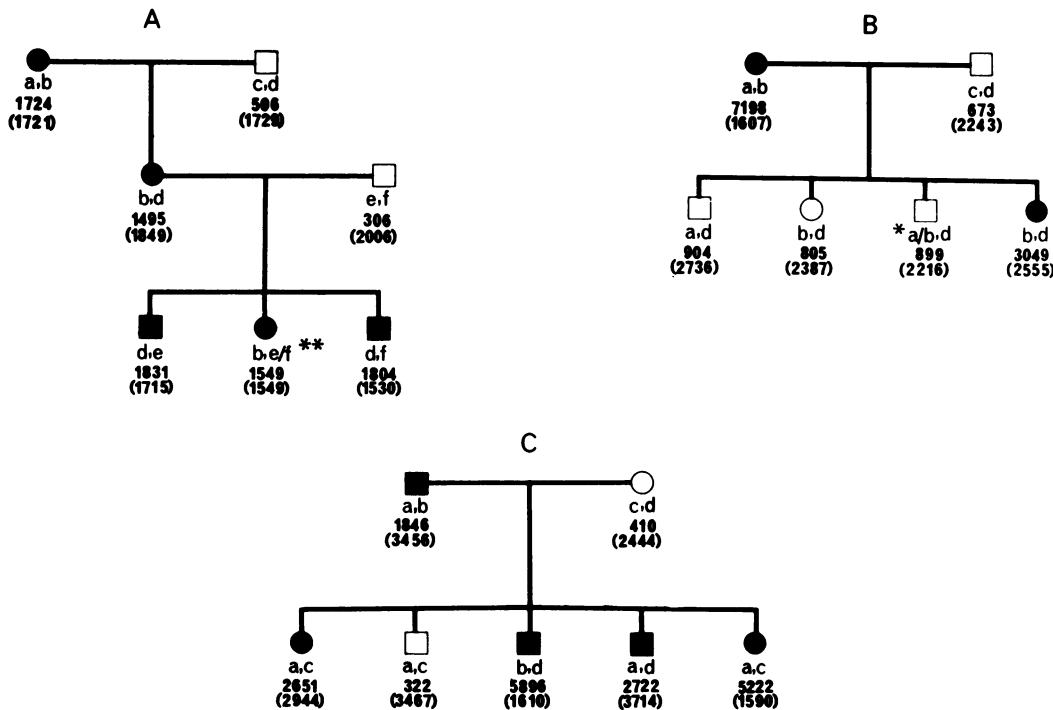 A
B
a,b
c,d
1724
506
(1721)
(1728)
a,b
c,d
7198
673
(1607)
(2243)
b,d
e,f
1495
306
(1849)
(2006)
a,d
b,d
* a/b,d
b,d
904
805
899
3049
(2736)
(2387)
(2216)
(2555)
d,e
b,e/f **
d,f
1831
1549
1804
(1715)
(1549)
(1530)
C
a,b
c,d
1846
410
(3456)
(2444)
a,c
a,c
b,d
a,d
a,c
2651
322
5896
2722
5222
(2944)
(3467)
(1610)
(3714)
(1590)